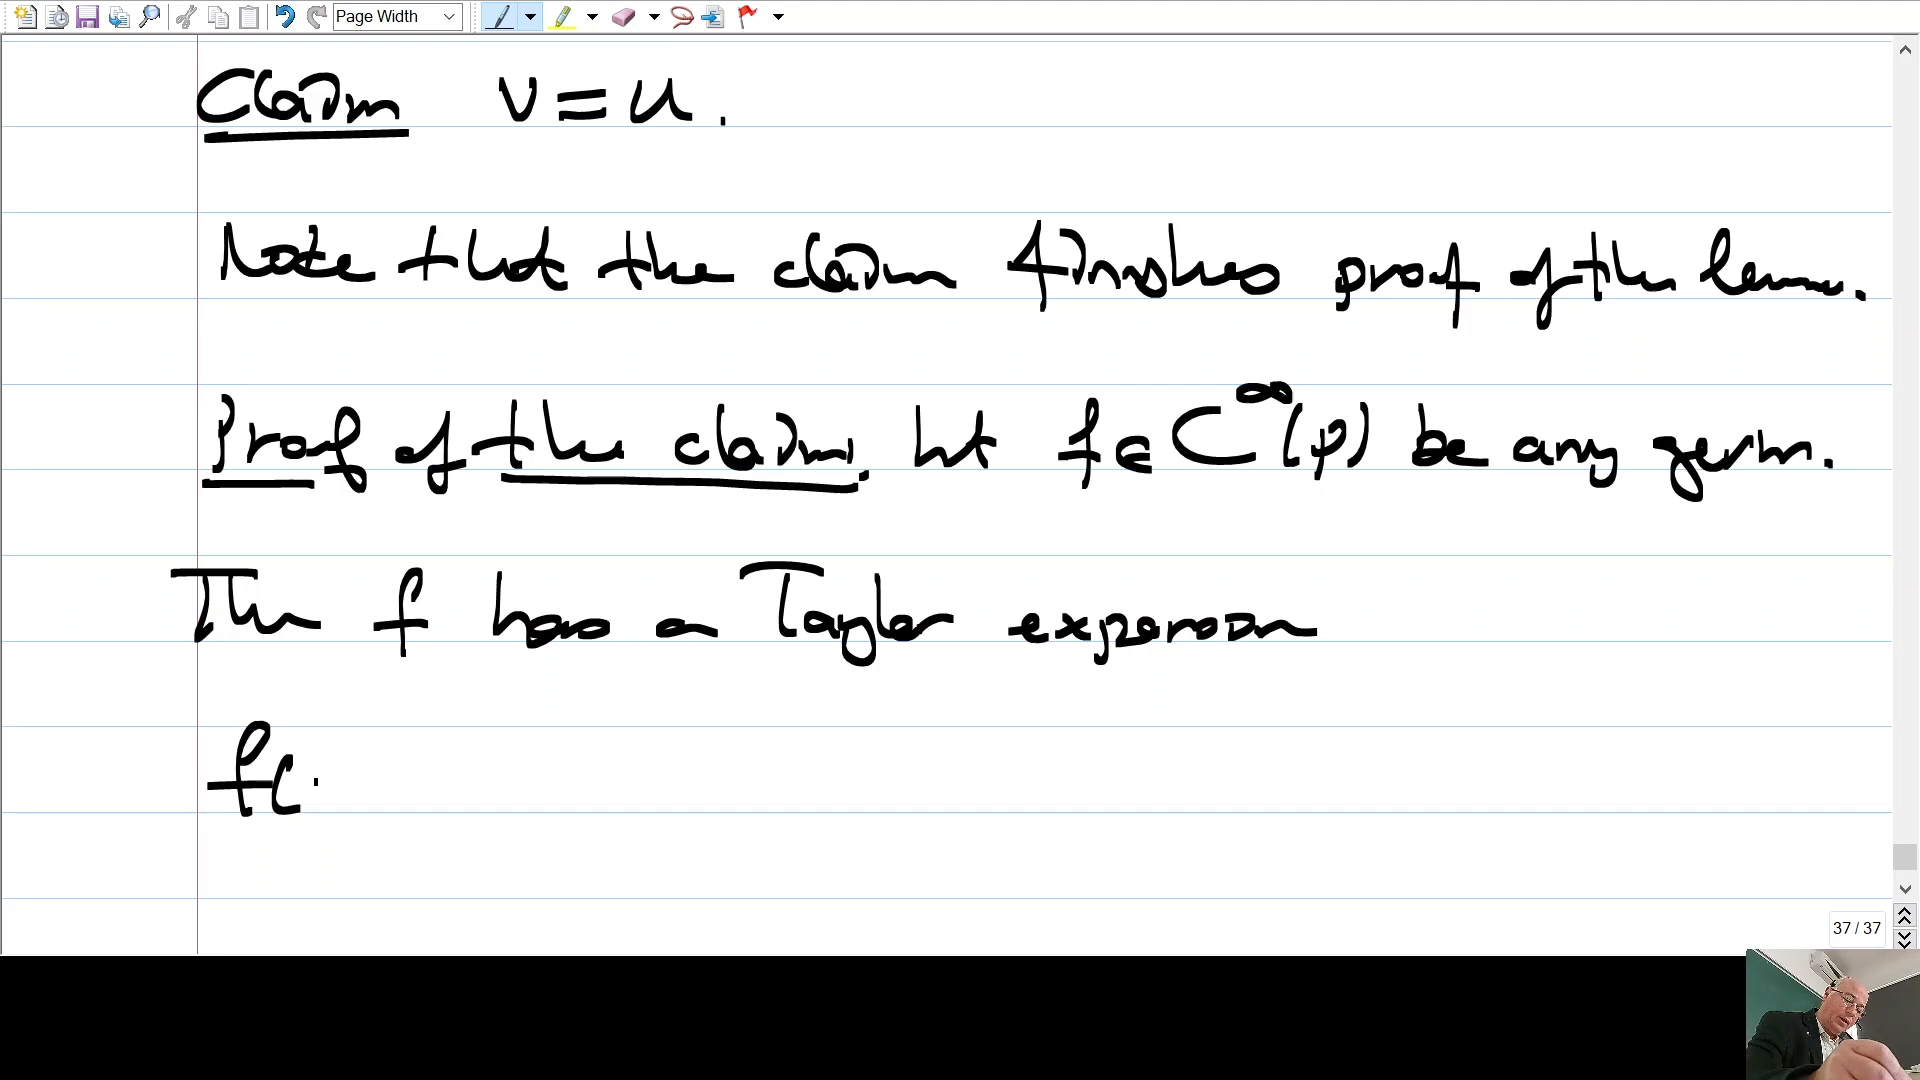 Page Width
Claim v=u.
Note that the claim finishes proof of the lemma.
Proof of the claim. Let f∈C^∞(p) be any germ.
Then f has a Taylor expansion
f(
37 / 37